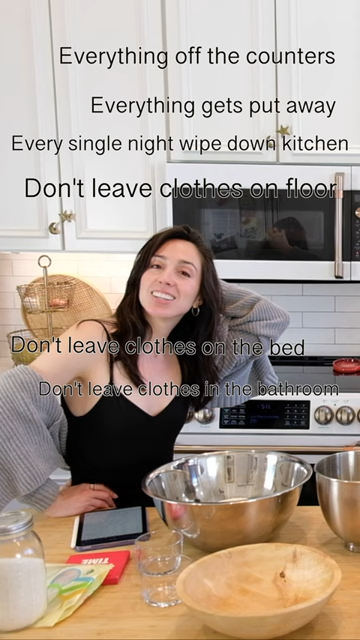 Everything off the counters
Everything gets put away
Every single night wipe down kitchen
Don't leave clothes on floor
Don't leave clothes on the bed
Don't leave clothes in the bathroom
TIME